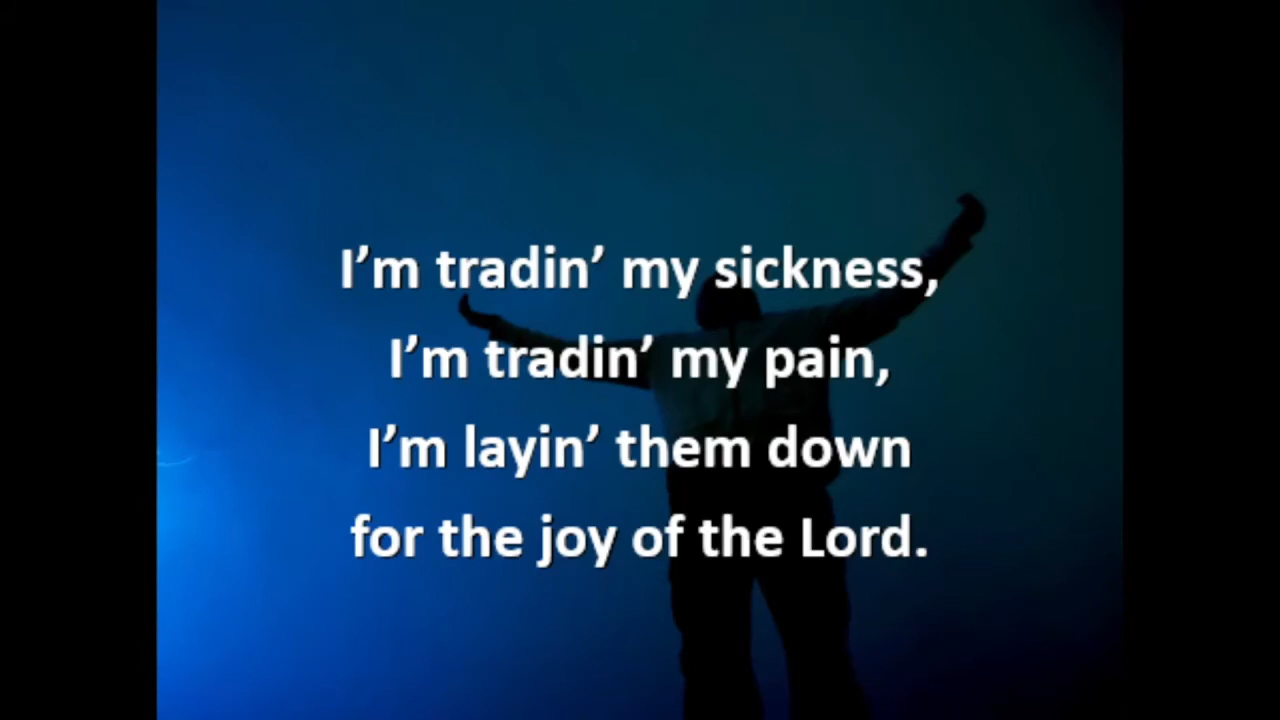 I’m tradin’ my sickness,
I’m tradin’ my pain,
I’m layin’ them down
for the joy of the Lord.